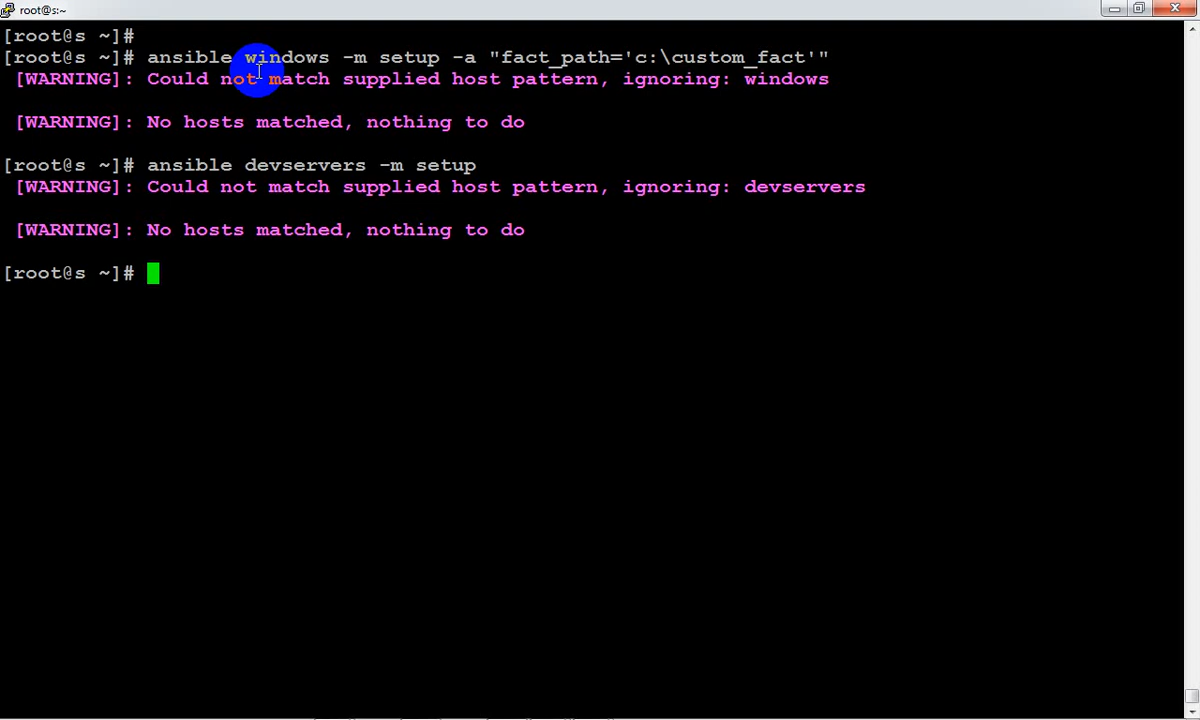 root@s:~
[root@s ~]#
[root@s ~]# ansible windows -m setup -a "fact_path='c:\custom_fact'"
[WARNING]: Could not match supplied host pattern, ignoring: windows
[WARNING]: No hosts matched, nothing to do
[root@s ~]# ansible devservers -m setup
[WARNING]: Could not match supplied host pattern, ignoring: devservers
[WARNING]: No hosts matched, nothing to do
[root@s ~]#